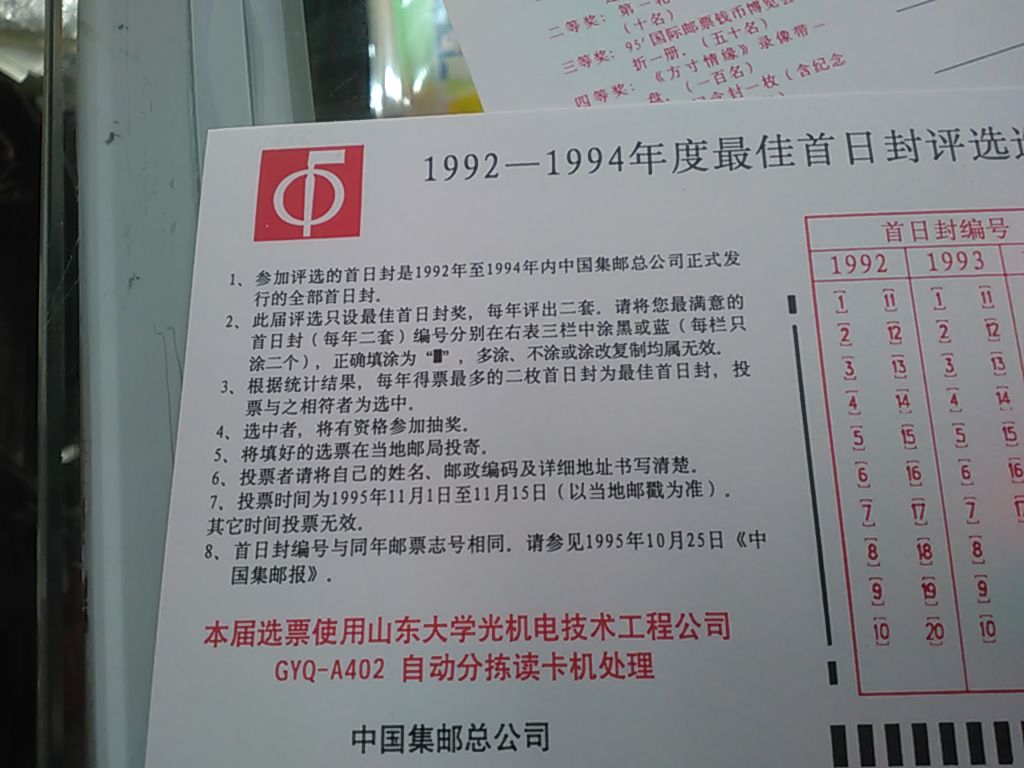 二等奖：第一
（十名）
三等奖：95'国际邮票钱币博览会
折一册．（五十名）
《方寸情缘》录像带一
四等奖：盘．（一百名）
封一枚（含纪念
1992—1994年度最佳首日封评选
1、参加评选的首日封是1992年至1994年内中国集邮总公司正式发
行的全部首日封．
2、此届评选只设最佳首日封奖，每年评出二套．请将您最满意的
首日封（每年二套）编号分别在右表三栏中涂黑或蓝（每栏只
涂二个），正确填涂为“▮”，多涂、不涂或涂改复制均属无效．
3、根据统计结果，每年得票最多的二枚首日封为最佳首日封，投
票与之相符者为选中．
4、选中者，将有资格参加抽奖．
5、将填好的选票在当地邮局投寄．
6、投票者请将自己的姓名、邮政编码及详细地址书写清楚．
7、投票时间为1995年11月1日至11月15日（以当地邮戳为准）．
其它时间投票无效．
8、首日封编号与同年邮票志号相同．请参见1995年10月25日《中
国集邮报》．
本届选票使用山东大学光机电技术工程公司
GYQ-A402 自动分拣读卡机处理
中国集邮总公司
首日封编号
1992 1993
1 11 1 11
2 12 2 12
3 13 3 13
4 14 4 14
5 15 5 15
6 16 6 16
7 17 7
8 18 8
9 19 9
10 20 10